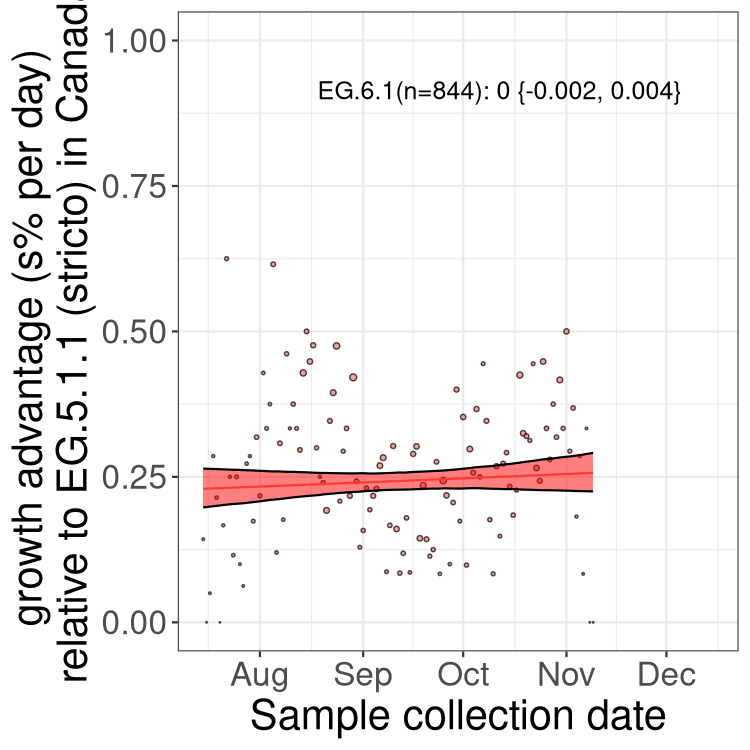 growth advantage (s% per day)
relative to EG.5.1.1 (stricto) in Canada
1.00
0.75
0.50
0.25
0.00
EG.6.1(n=844): 0 {-0.002, 0.004}
Aug Sep Oct Nov Dec
Sample collection date